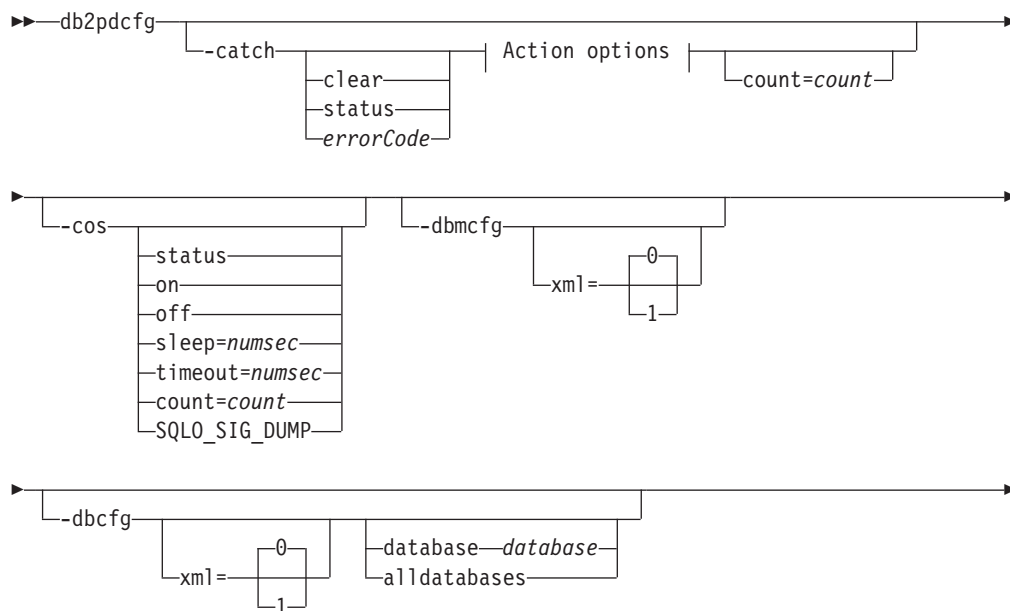 db2pdcfg
-catch Action options
clear count=count
status
errorCode
-cos -dbmcfg
status 0
on xml=
off 1
sleep=numsec
timeout=numsec
count=count
SQLO_SIG_DUMP
-dbcfg
0 database database
xml= alldatabases
1